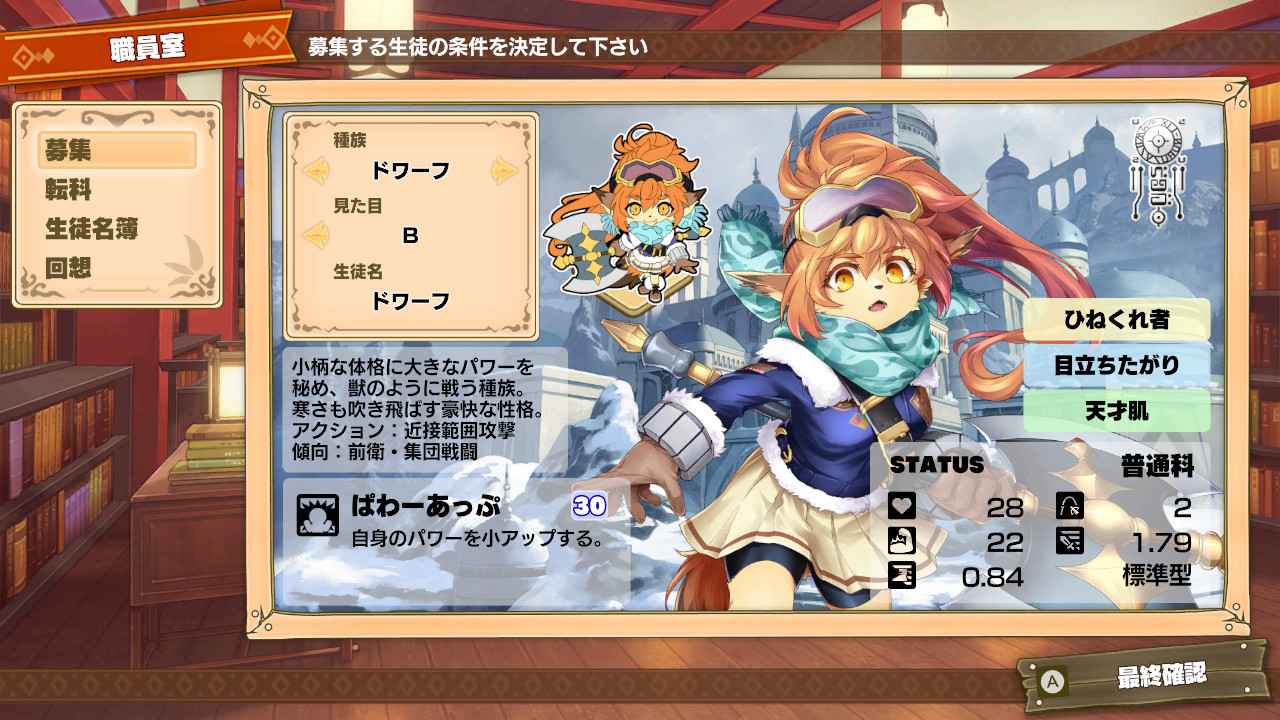 職員室
募集する生徒の条件を決定して下さい
募集
転科
生徒名簿
回想
種族
ドワーフ
見た目
B
生徒名
ドワーフ
小柄な体格に大きなパワーを
秘め、獣のように戦う種族。
寒さも吹き飛ばす豪快な性格。
アクション：近接範囲攻撃
傾向：前衛・集団戦闘
ぱわーあっぷ 30
自身のパワーを小アップする。
ひねくれ者
目立ちたがり
天才肌
STATUS 普通科
28 2
22 1.79
0.84 標準型
A 最終確認